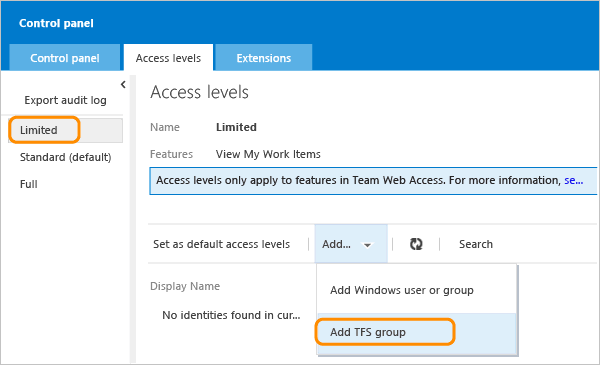 Control panel
Control panel
Access levels
Extensions
Export audit log
Limited
Standard (default)
Full
Access levels
Name Limited
Features View My Work Items
Access levels only apply to features in Team Web Access. For more information, se...
Set as default access levels Add... Search
Add Windows user or group
Add TFS group
Display Name
No identities found in cur...